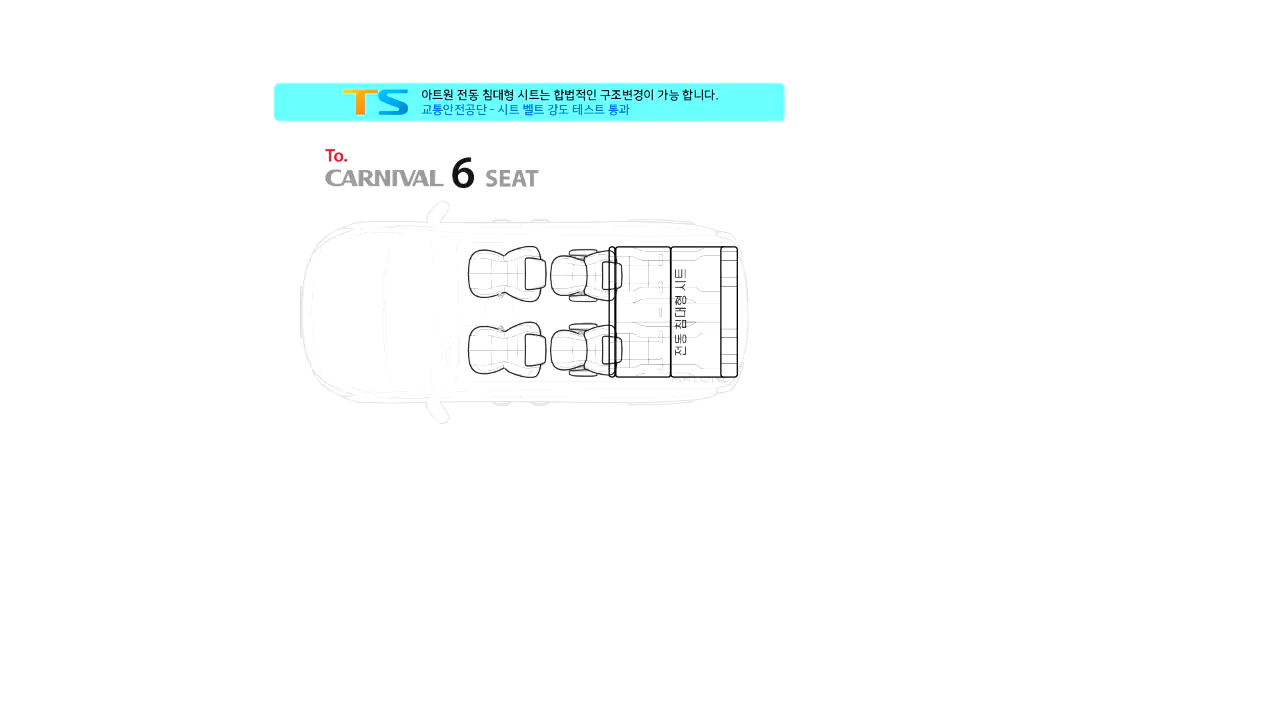 TS
아트원 전동 침대형 시트는 합법적인 구조변경이 가능 합니다.
교통안전공단 - 시트 벨트 강도 테스트 통과
To.
CARNIVAL 6 SEAT
전동 침대형 시트